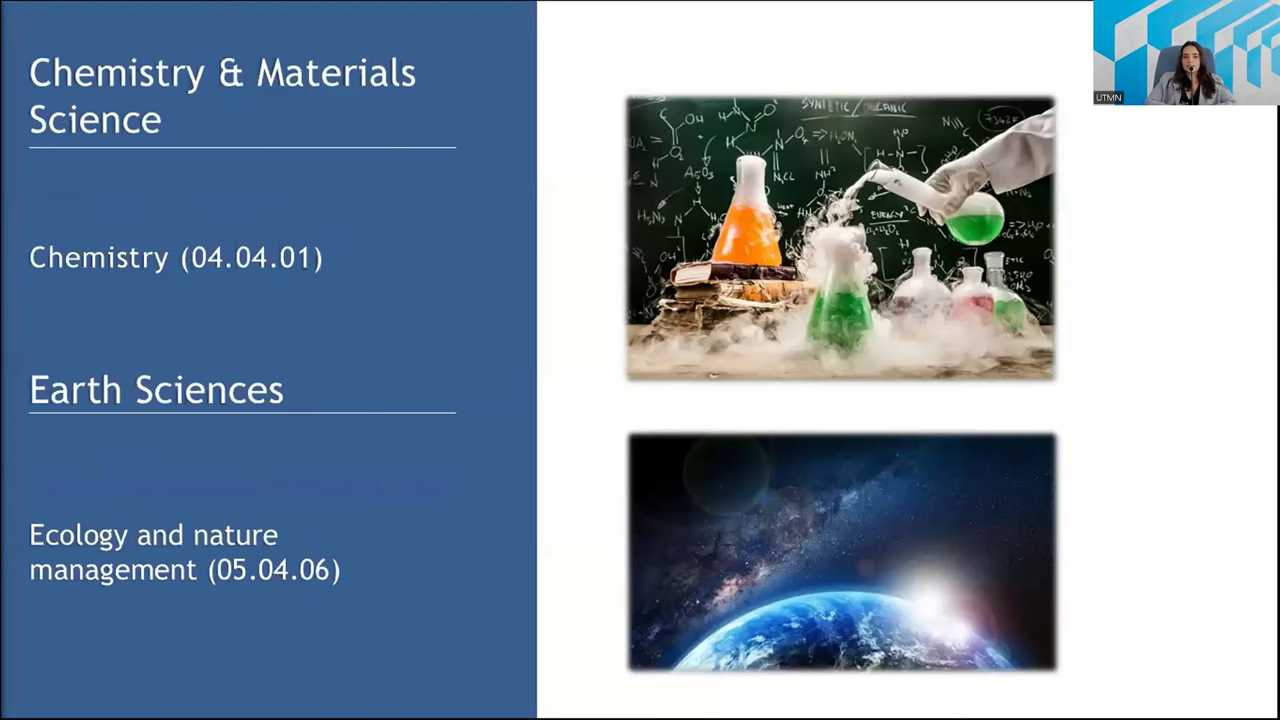 Chemistry & Materials
Science
Chemistry (04.04.01)
Earth Sciences
Ecology and nature
management (05.04.06)
UTMN
SYNTETIC/ORGANIC
ENERGY